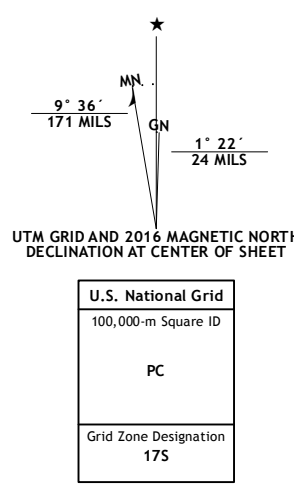 ★
MN
9° 36´
171 MILS
GN
1° 22´
24 MILS
UTM GRID AND 2016 MAGNETIC NORTH
DECLINATION AT CENTER OF SHEET
U.S. National Grid
100,000-m Square ID
PC
Grid Zone Designation
17S